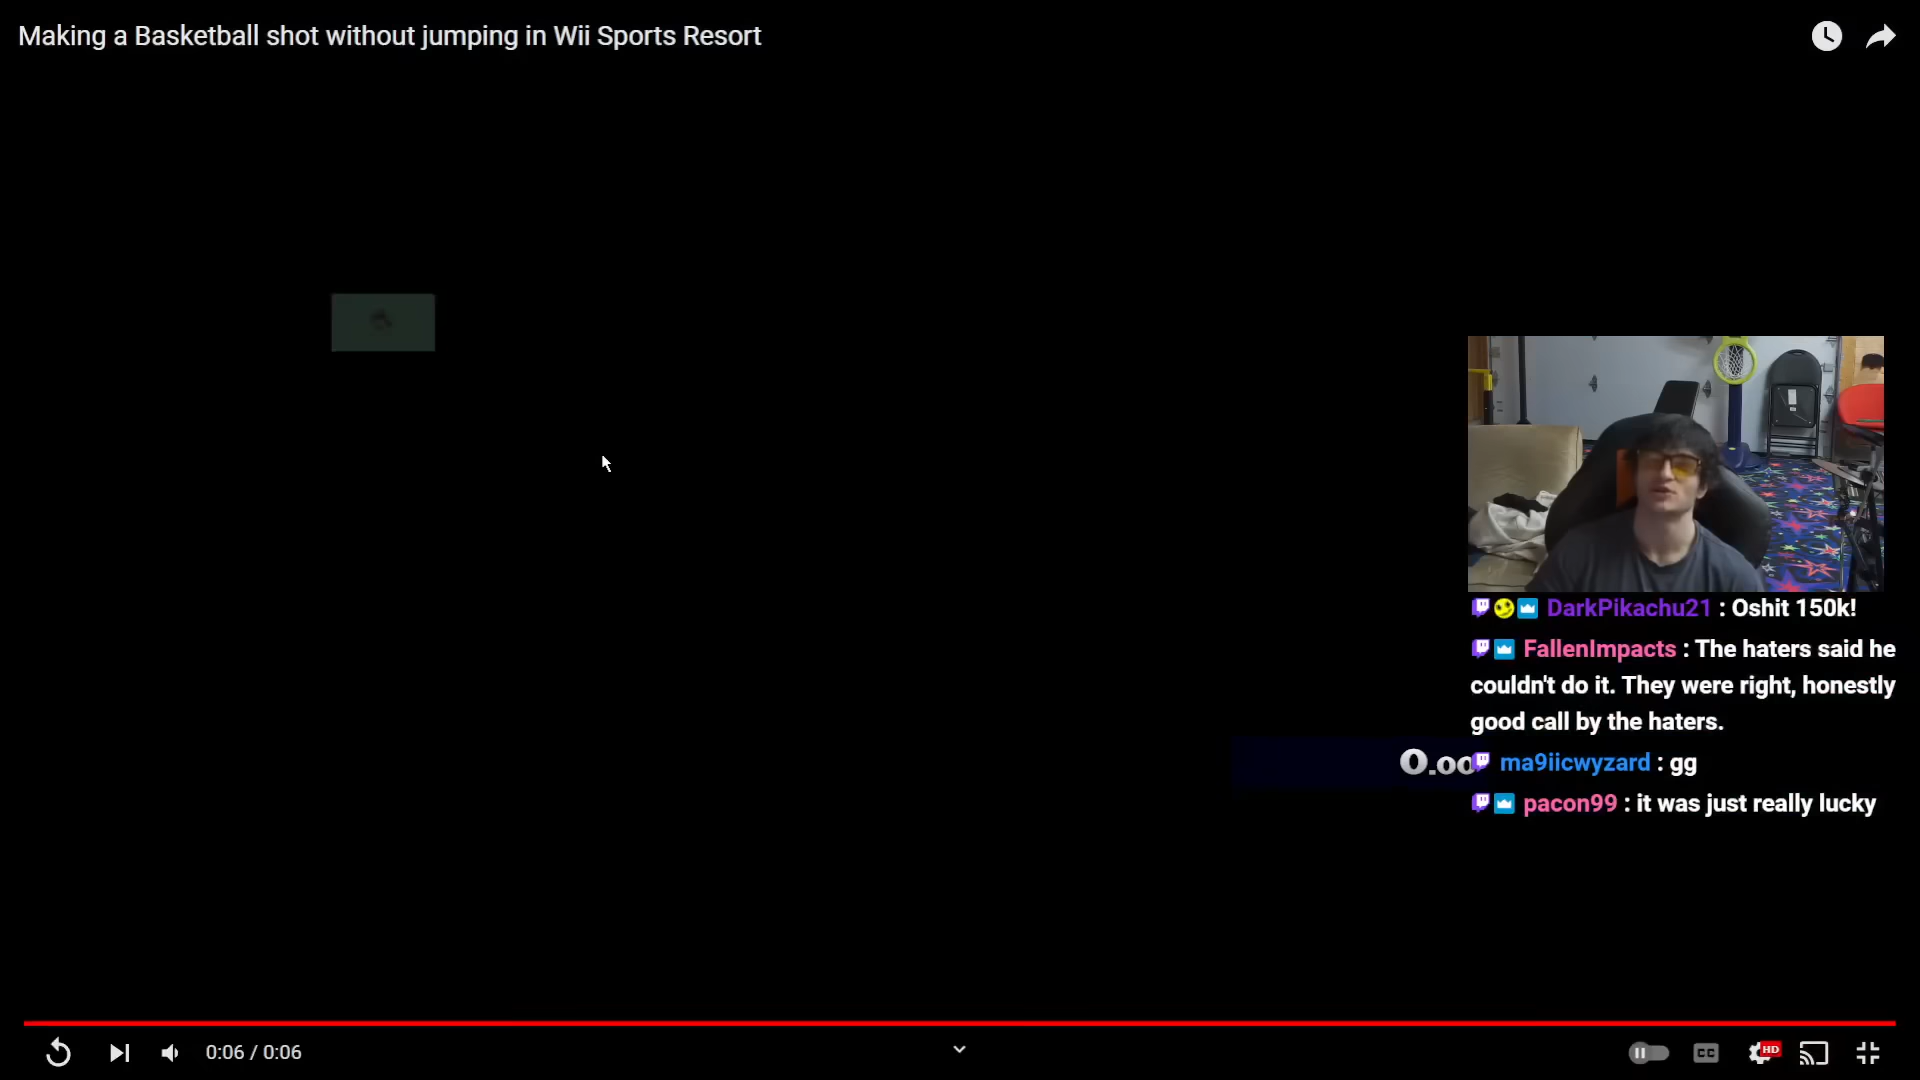 Making a Basketball shot without jumping in Wii Sports Resort
DarkPikachu21 : Oshit 150k!
FallenImpacts : The haters said he
couldn't do it. They were right, honestly
good call by the haters.
0.00
ma9iicwyzard : gg
pacon99 : it was just really lucky
0:06 / 0:06
CC
HD